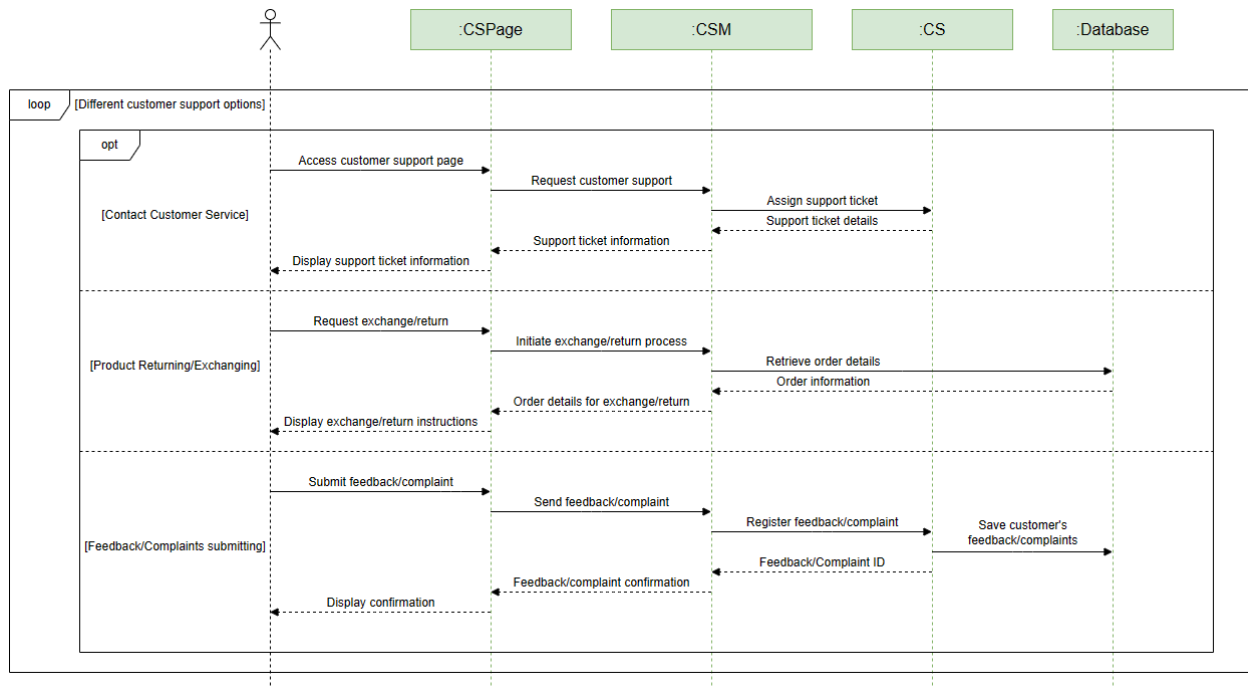 :CSPage
:CSM
:CS
:Database
loop
[Different customer support options]
opt
Access customer support page
Request customer support
Assign support ticket
[Contact Customer Service]
Support ticket details
Support ticket information
Display support ticket information
Request exchange/return
Initiate exchange/return process
Retrieve order details
[Product Returning/Exchanging]
Order information
Order details for exchange/return
Display exchange/return instructions
Submit feedback/complaint
Send feedback/complaint
Register feedback/complaint
Save customer's
feedback/complaints
[Feedback/Complaints submitting]
Feedback/Complaint ID
Feedback/complaint confirmation
Display confirmation